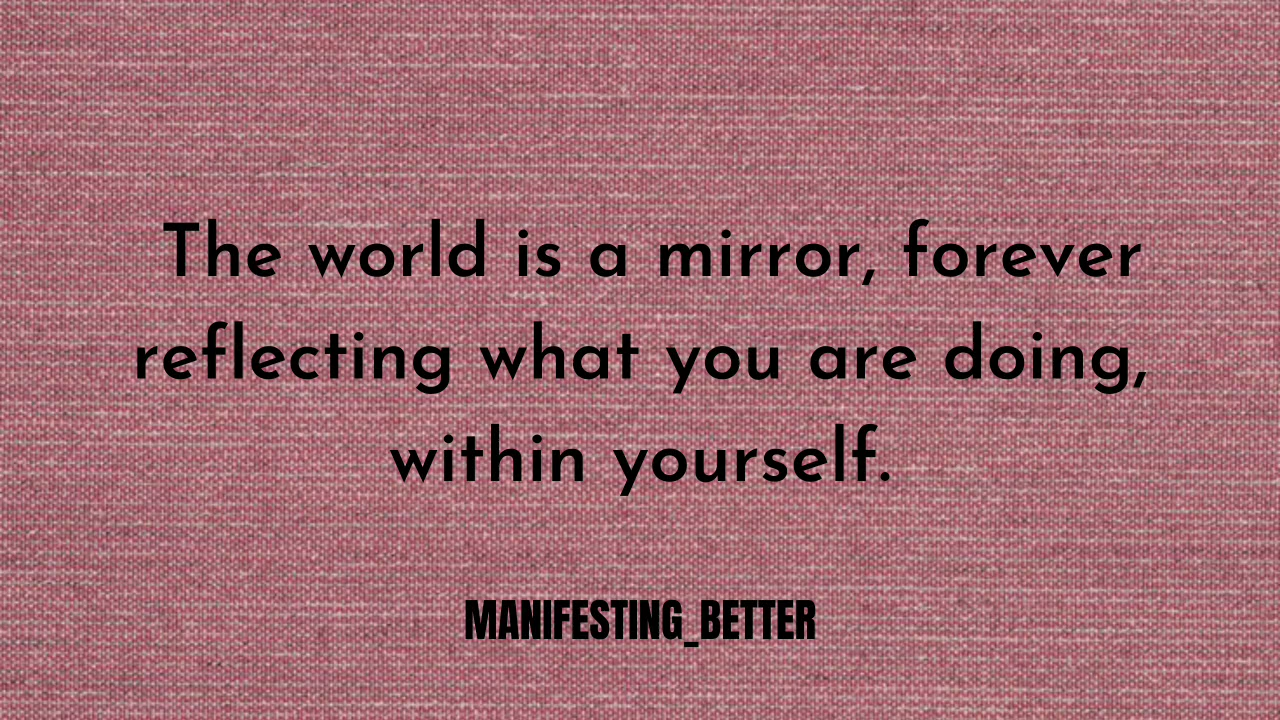 The world is a mirror, forever
reflecting what you are doing,
within yourself.
MANIFESTING_BETTER